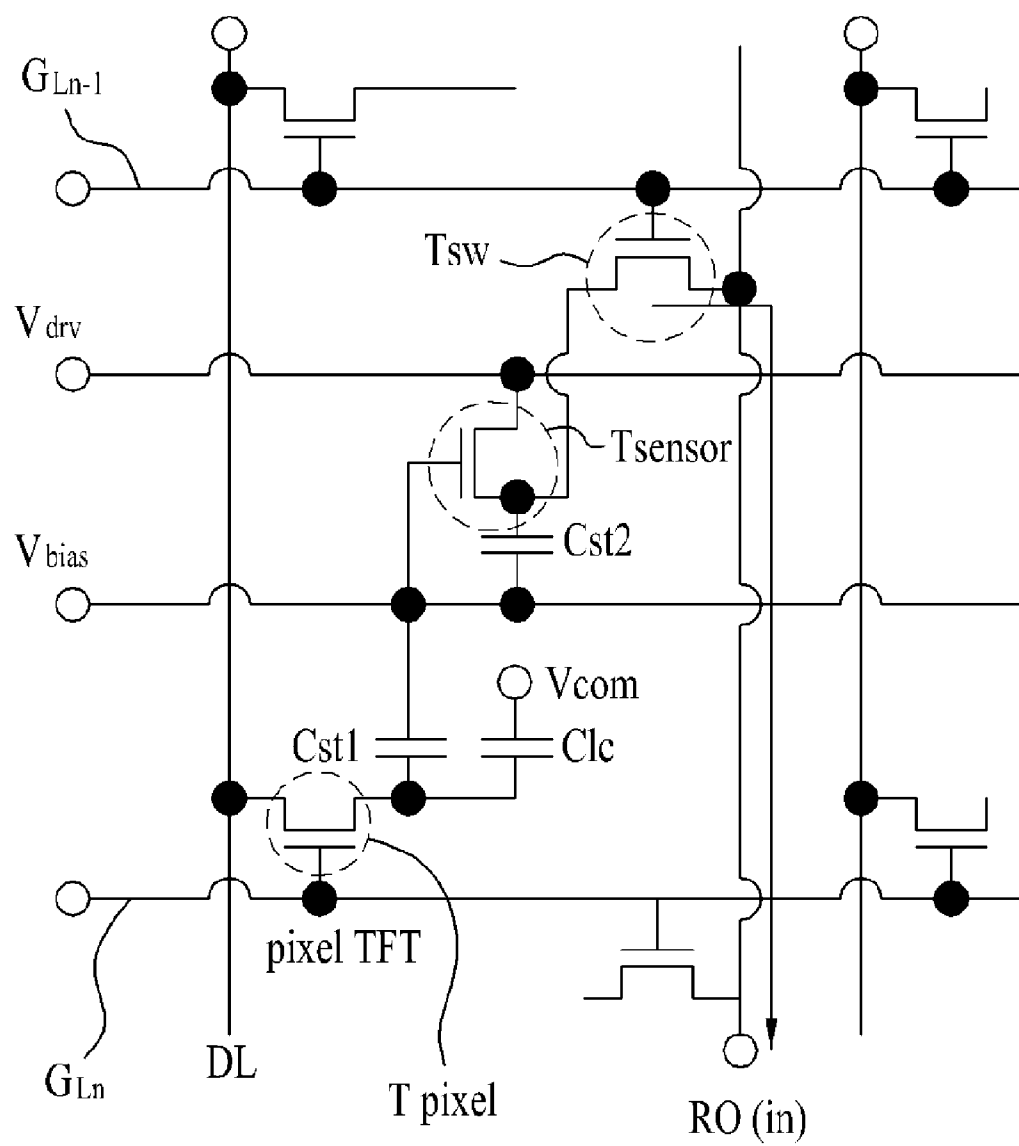 GLn-1
Tsw
Vdrv
Tsensor
Vbias
Cst2
Vcom
Cst1
Clc
pixel TFT
GLn
DL
T pixel
RO (in)